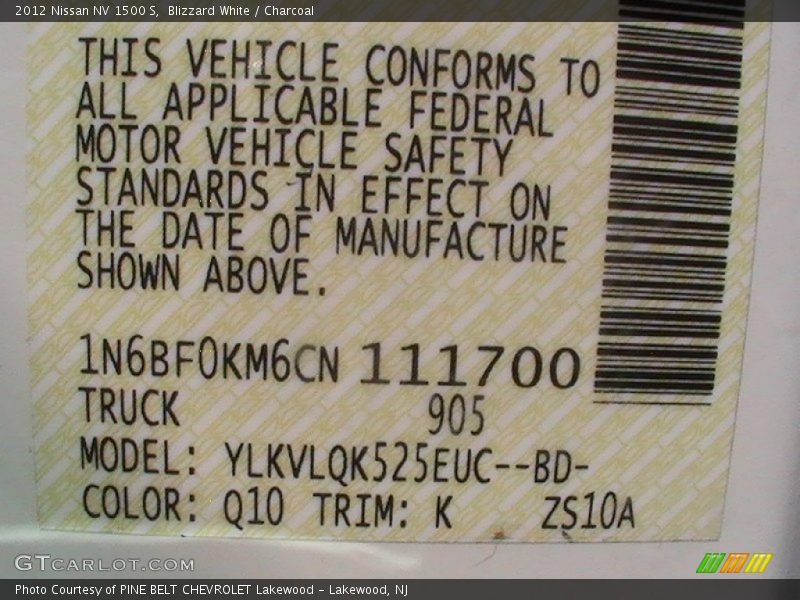 2012 Nissan NV 1500 S, Blizzard White / Charcoal
THIS VEHICLE CONFORMS TO
ALL APPLICABLE FEDERAL
MOTOR VEHICLE SAFETY
STANDARDS IN EFFECT ON
THE DATE OF MANUFACTURE
SHOWN ABOVE.
1N6BF0KM6CN 111700
TRUCK 905
MODEL: YLKVLQK525EUC--BD-
COLOR: Q10 TRIM: K ZS10A
GTCARLOT.COM
Photo Courtesy of PINE BELT CHEVROLET Lakewood - Lakewood, NJ